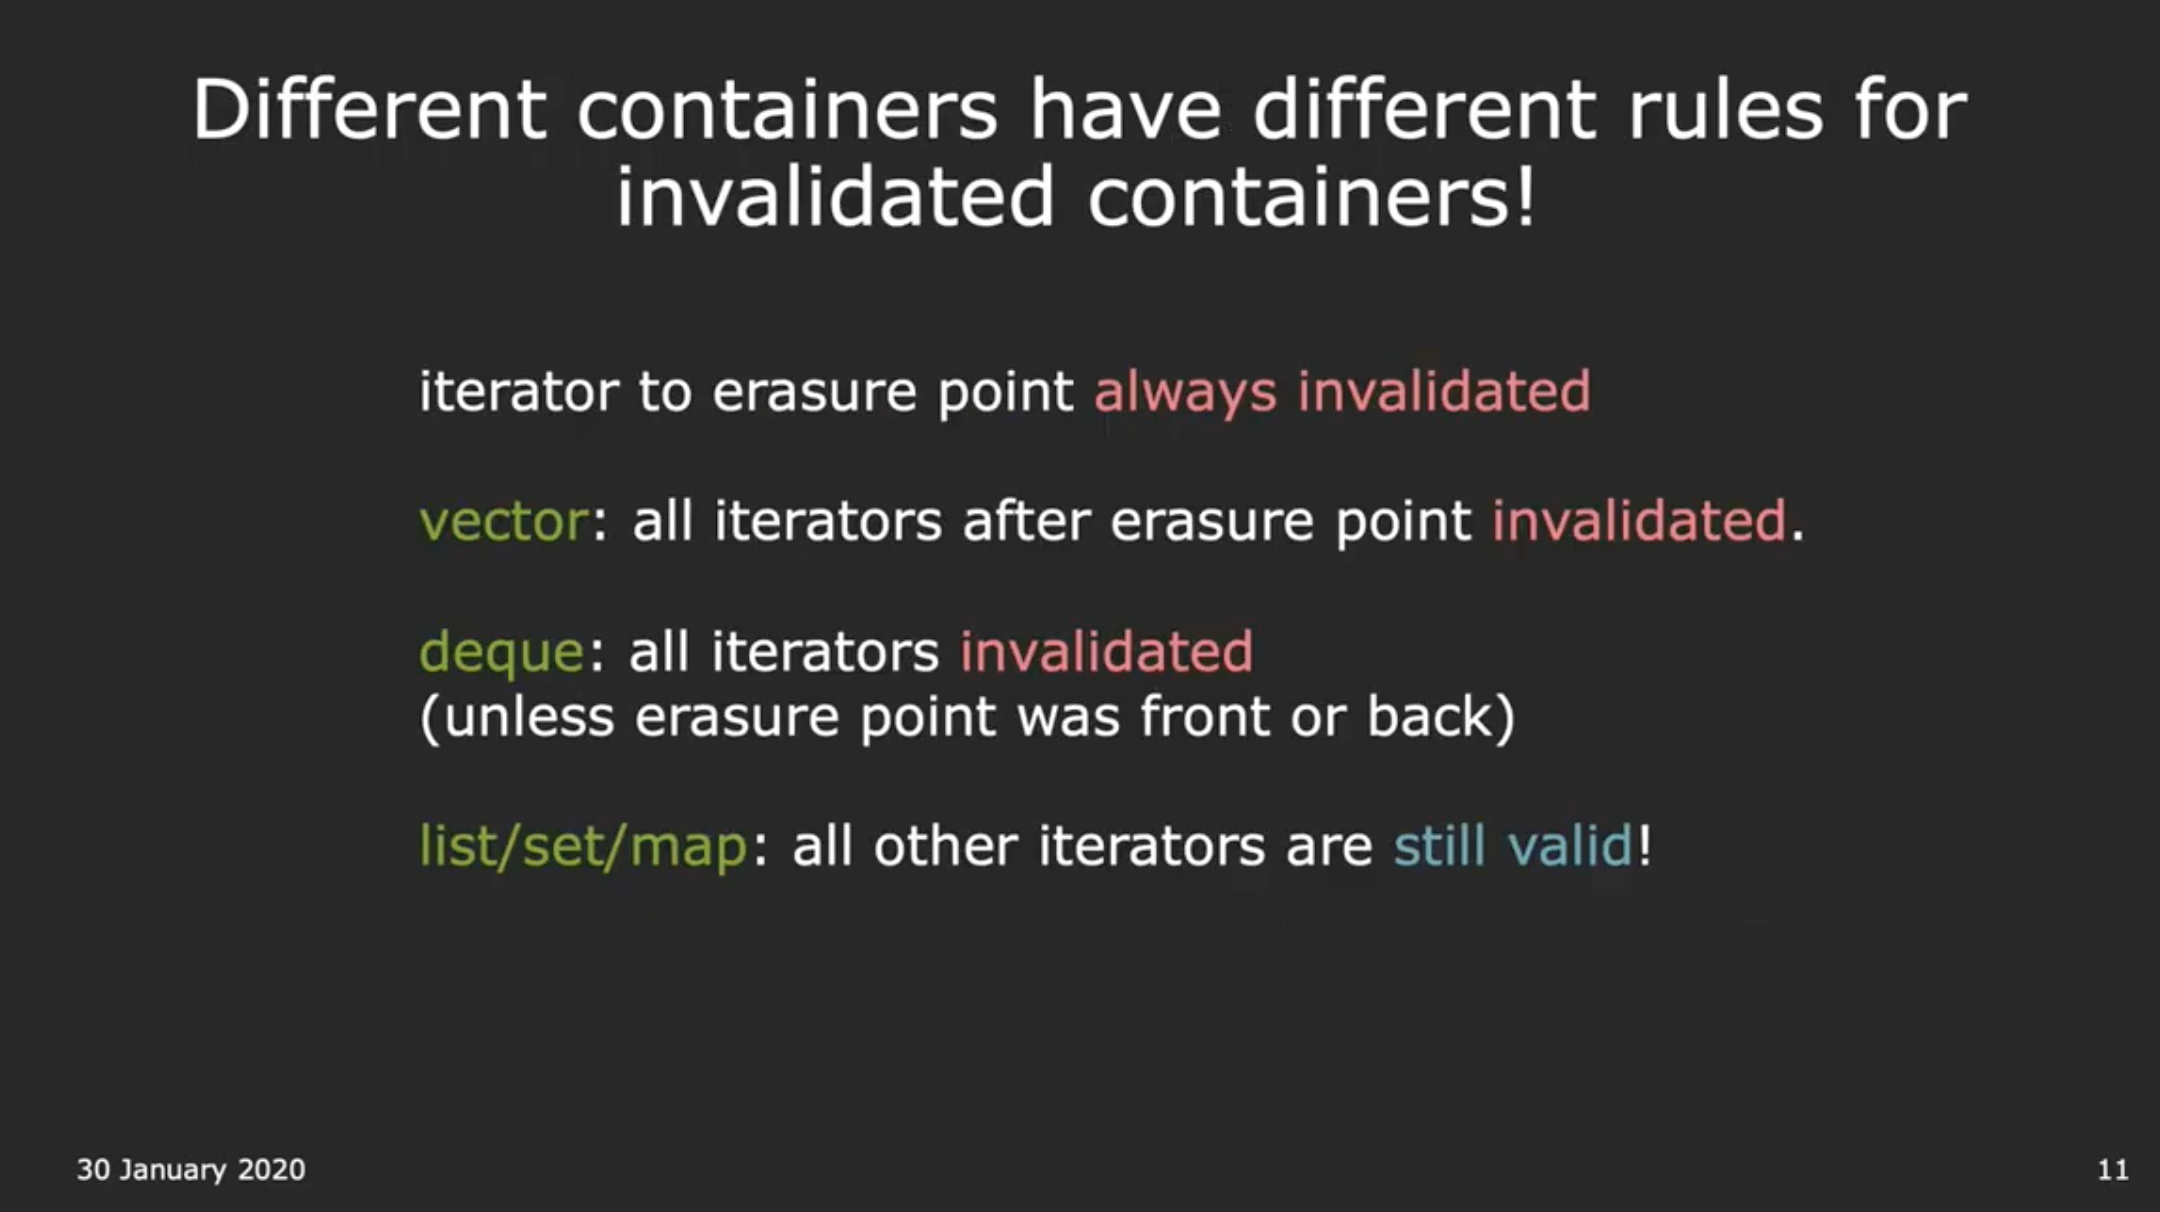 Different containers have different rules for
invalidated containers!
iterator to erasure point always invalidated
vector: all iterators after erasure point invalidated.
deque: all iterators invalidated
(unless erasure point was front or back)
list/set/map: all other iterators are still valid!
30 January 2020
11